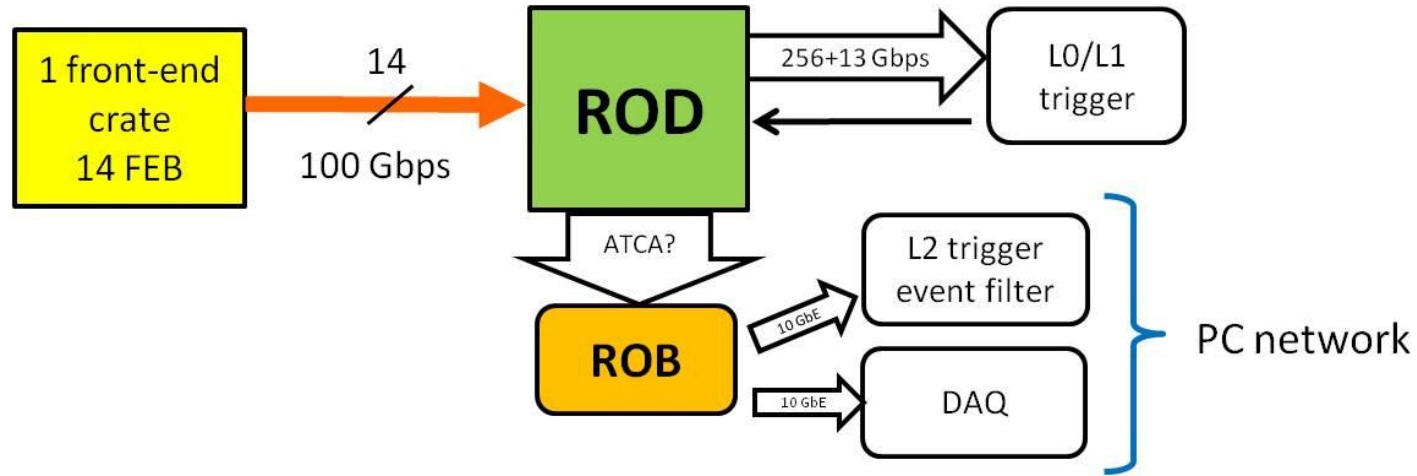 1 front-end
crate
14 FEB
14
100 Gbps
ROD
256+13 Gbps
L0/L1
trigger
ATCA?
ROB
10 GbE
L2 trigger
event filter
10 GbE
DAQ
PC network